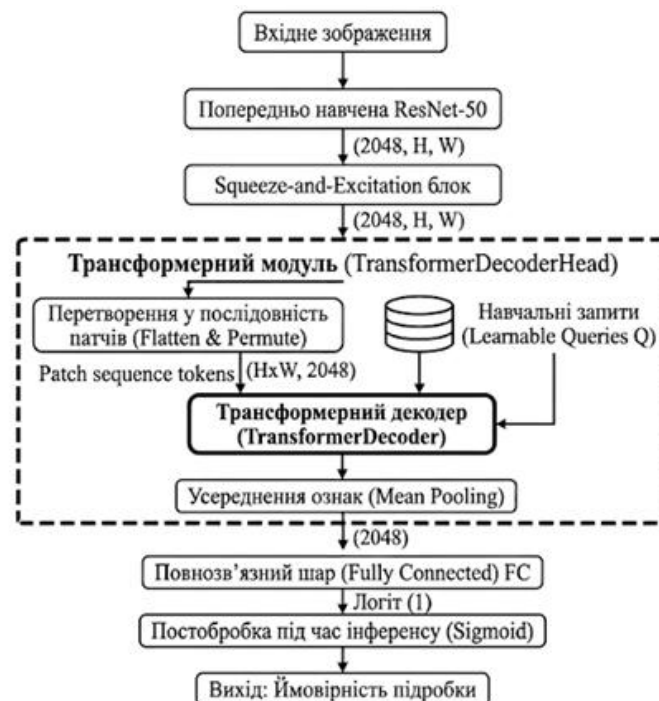 Вхідне зображення
Попередньо навчена ResNet-50
(2048, H, W)
Squeeze-and-Excitation блок
(2048, H, W)
Трансформерний модуль (TransformerDecoderHead)
Перетворення у послідовність
патчів (Flatten & Permute)
Навчальні запити
(Learnable Queries Q)
Patch sequence tokens
(HxW, 2048)
Трансформерний декодер
(TransformerDecoder)
Усереднення ознак (Mean Pooling)
(2048)
Повнозв’язний шар (Fully Connected) FC
Логіт (1)
Постобробка під час інференсу (Sigmoid)
Вихід: Ймовірність підробки